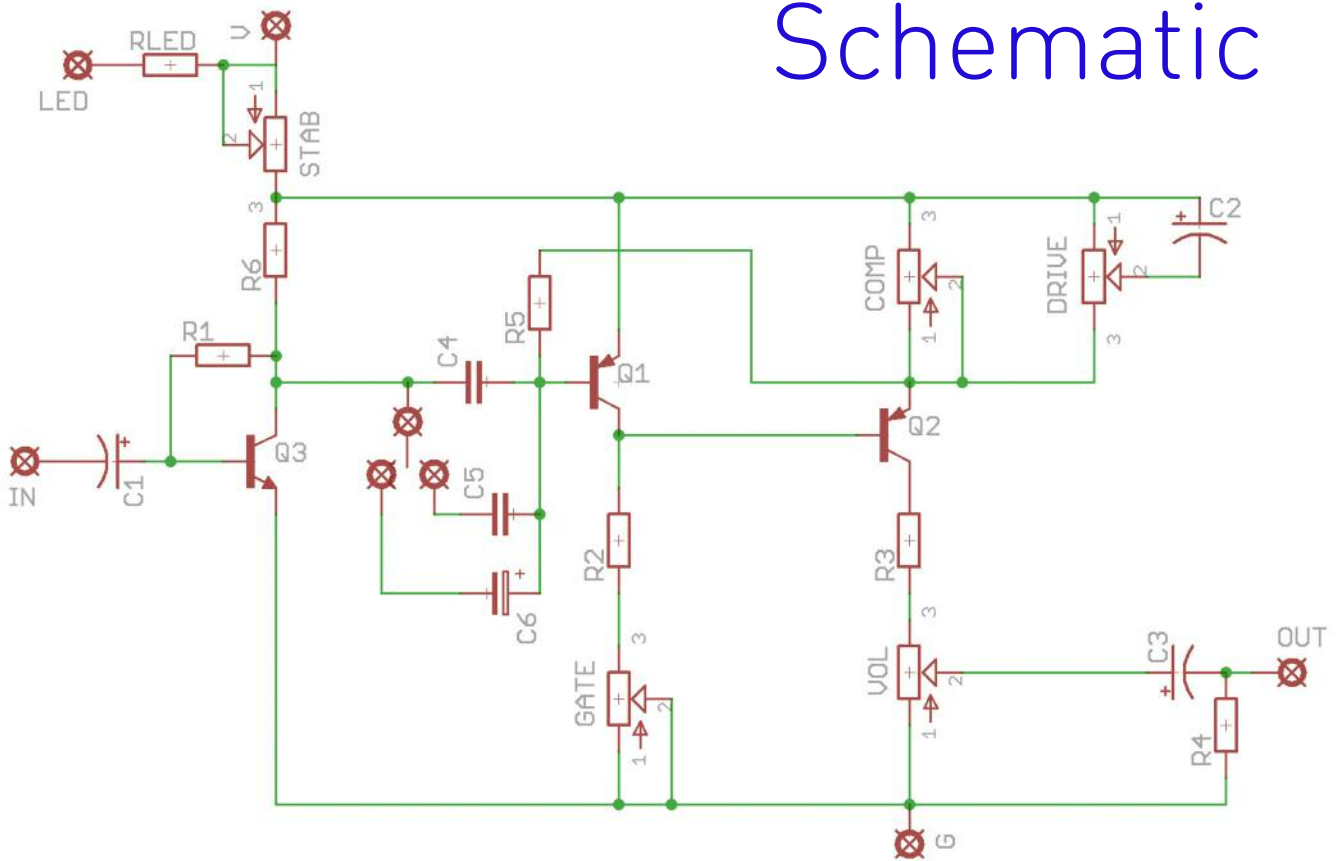 Schematic
V
RLED
LED
1
2
STAB
3
R6
R1
IN
C1
+
Q3
C4
R5
Q1
C5
C6
+
R2
3
GATE
2
1
3
COMP
2
1
1
DRIVE
2
3
+
C2
Q2
R3
3
VOL
2
1
C3
+
OUT
R4
G